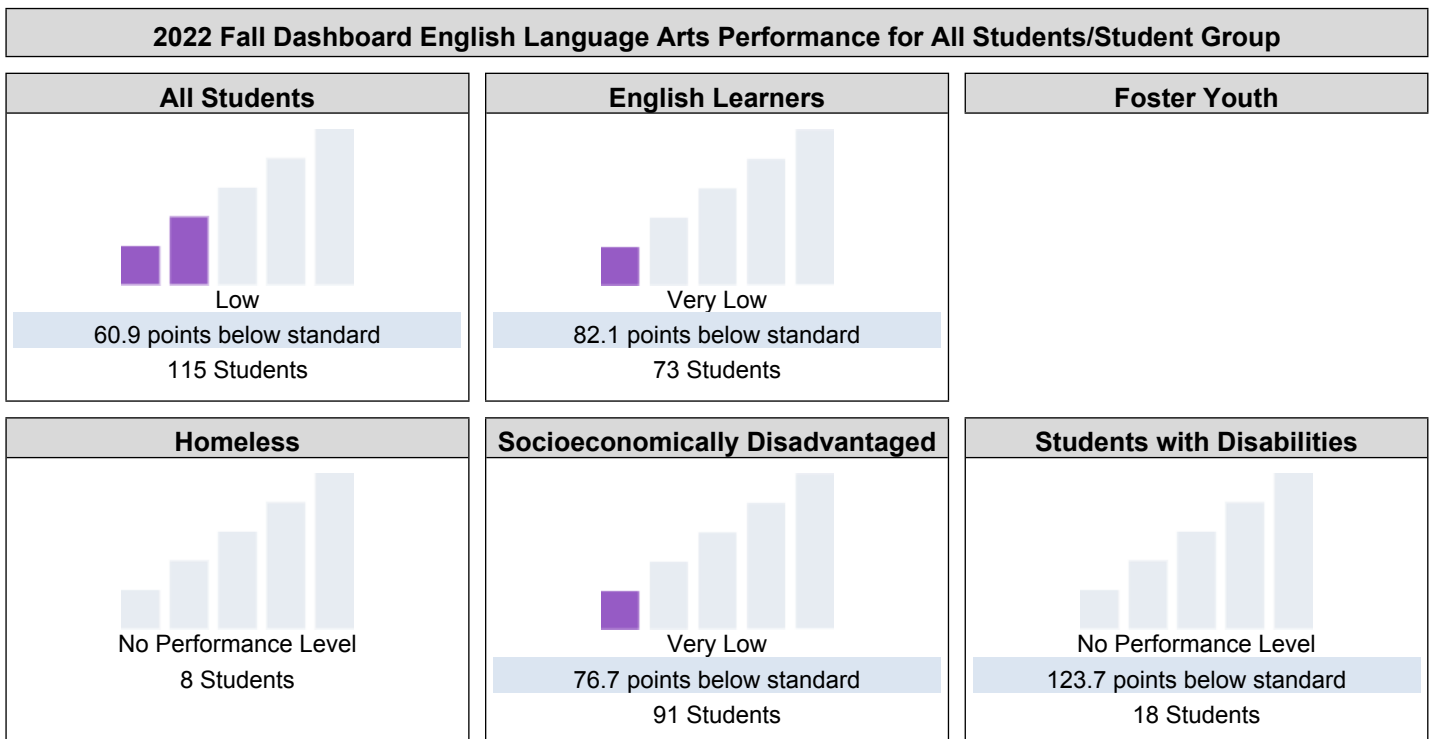 2022 Fall Dashboard English Language Arts Performance for All Students/Student Group
All Students
Low
60.9 points below standard
115 Students
English Learners
Very Low
82.1 points below standard
73 Students
Foster Youth
Homeless
No Performance Level
8 Students
Socioeconomically Disadvantaged
Very Low
76.7 points below standard
91 Students
Students with Disabilities
No Performance Level
123.7 points below standard
18 Students